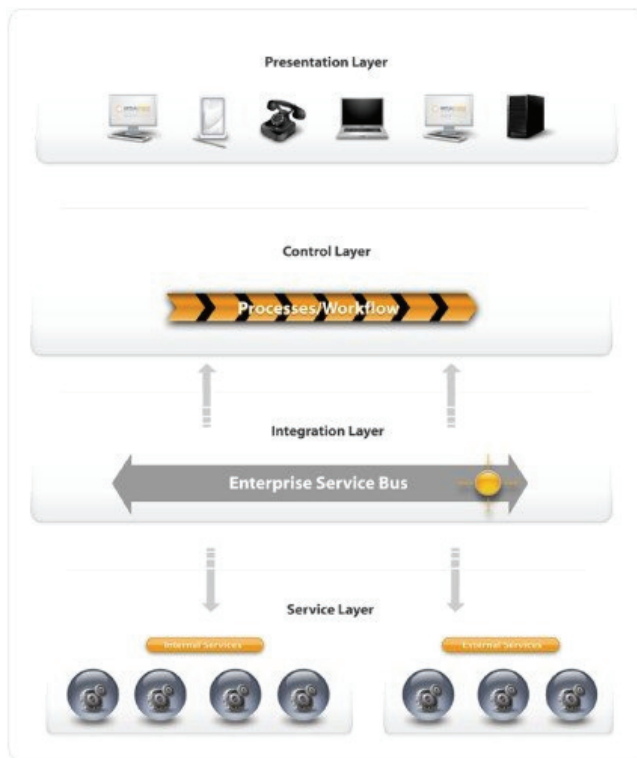 Presentation Layer
Control Layer
Processes/Workflow
Integration Layer
Enterprise Service Bus
Service Layer
Internal Services
External Services